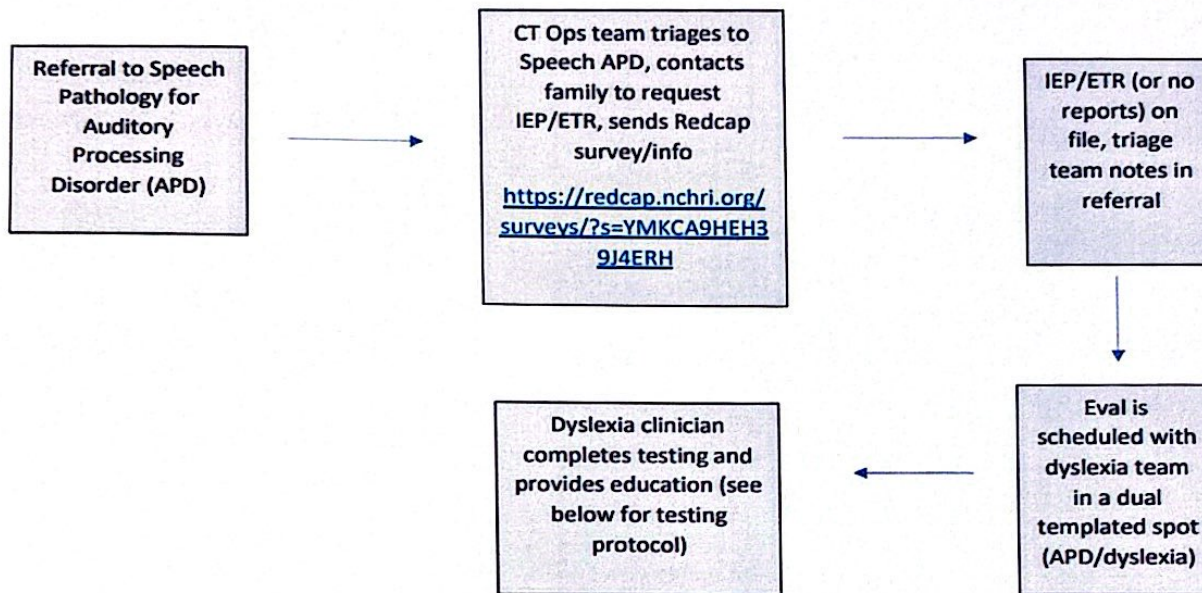 Referral to Speech
Pathology for
Auditory
Processing
Disorder (APD)
CT Ops team triages to
Speech APD, contacts
family to request
IEP/ETR, sends Redcap
survey/info
https://redcap.nchri.org/
surveys/?s=YMKCA9HEH3
9J4ERH
IEP/ETR (or no
reports) on
file, triage
team notes in
referral
Eval is
scheduled with
dyslexia team
in a dual
templated spot
(APD/dyslexia)
Dyslexia clinician
completes testing and
provides education (see
below for testing
protocol)